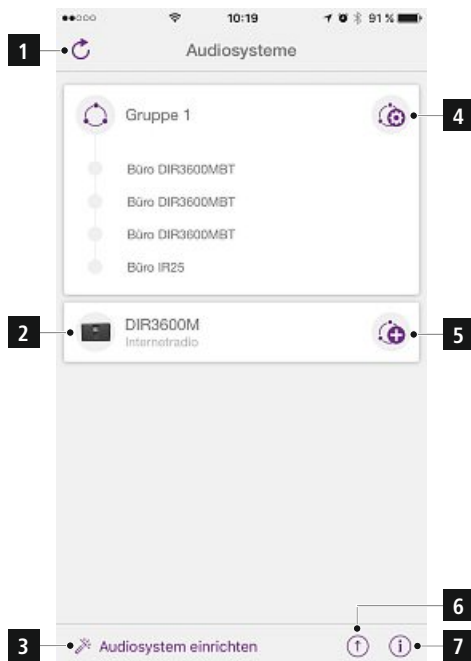 10:19
91 %
1
Audiosysteme
4
Gruppe 1
Büro DIR3600MBT
Büro DIR3600MBT
Büro DIR3600MBT
Büro IR25
2
DIR3600M
Internetradio
5
6
3
Audiosystem einrichten
7